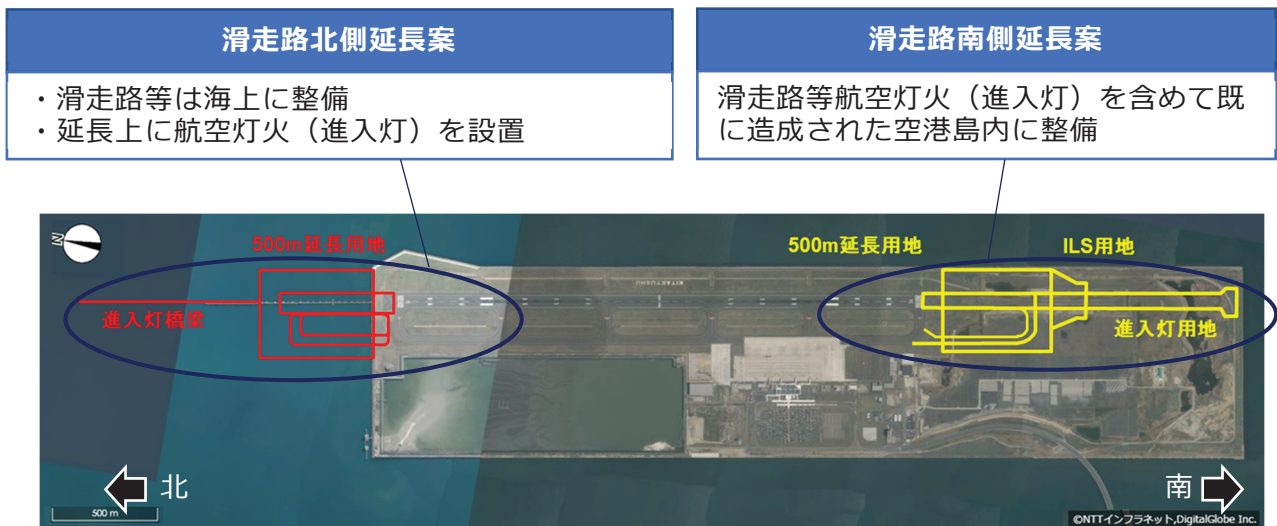 滑走路北側延長案
・滑走路等は海上に整備
・延長上に航空灯火（進入灯）を設置
滑走路南側延長案
滑走路等航空灯火（進入灯）を含めて既
に造成された空港島内に整備
N
500m延長用地
進入灯橋梁
500m延長用地
ILS用地
進入灯用地
KITAKYUSHU
北
南
500 m
©NTTインフラネット,DigitalGlobe Inc.